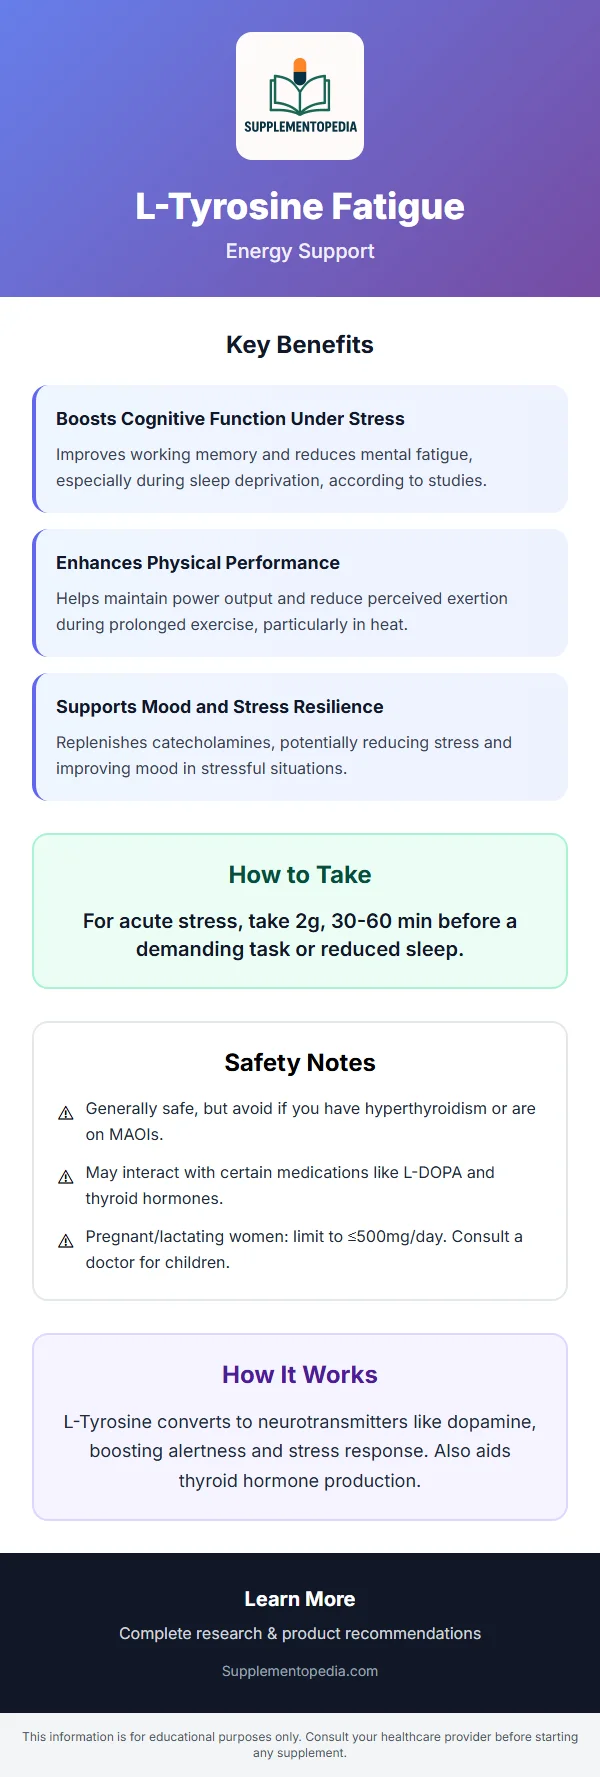 SUPPLEMENTOPEDIA
L-Tyrosine Fatigue
Energy Support
Key Benefits
Boosts Cognitive Function Under Stress
Improves working memory and reduces mental fatigue,
especially during sleep deprivation, according to studies.
Enhances Physical Performance
Helps maintain power output and reduce perceived exertion
during prolonged exercise, particularly in heat.
Supports Mood and Stress Resilience
Replenishes catecholamines, potentially reducing stress and
improving mood in stressful situations.
How to Take
For acute stress, take 2g, 30-60 min before a
demanding task or reduced sleep.
Safety Notes
⚠ Generally safe, but avoid if you have hyperthyroidism or are
on MAOIs.
⚠ May interact with certain medications like L-DOPA and
thyroid hormones.
⚠ Pregnant/lactating women: limit to ≤500mg/day. Consult a
doctor for children.
How It Works
L-Tyrosine converts to neurotransmitters like dopamine,
boosting alertness and stress response. Also aids
thyroid hormone production.
Learn More
Complete research & product recommendations
Supplementopedia.com
This information is for educational purposes only. Consult your healthcare provider before starting
any supplement.